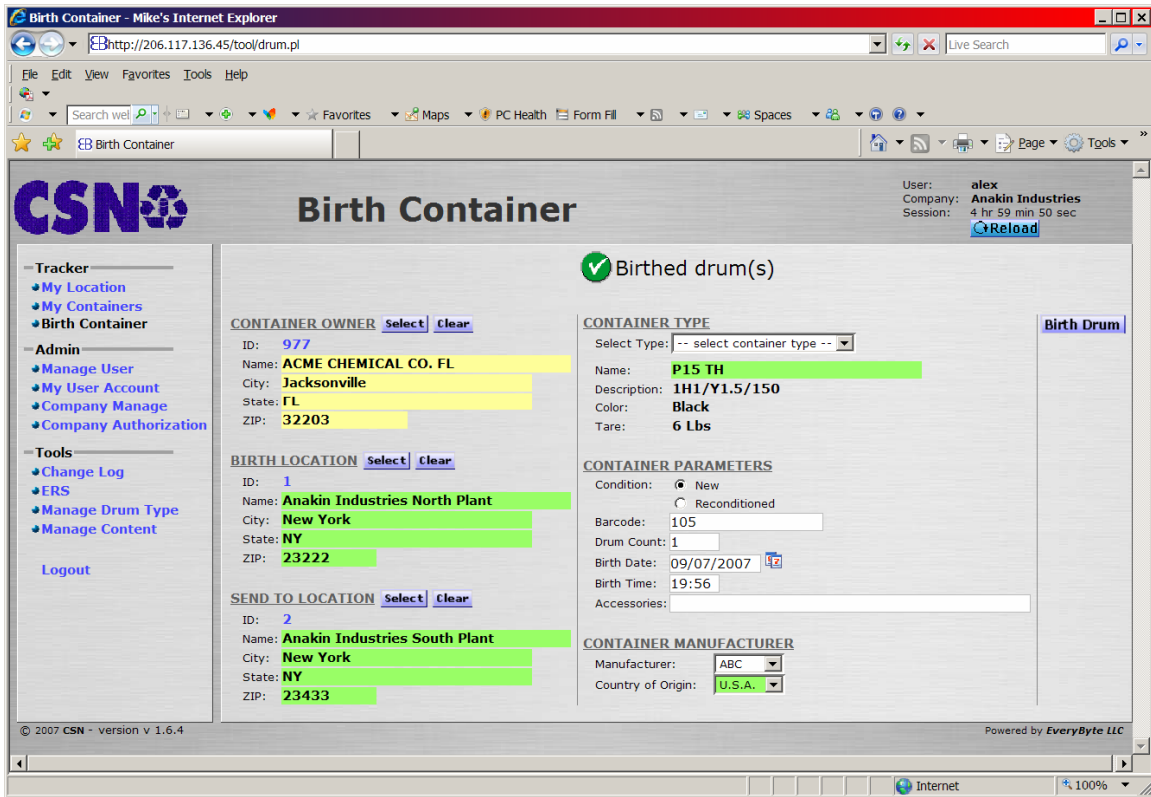 Birth Container - Mike's Internet Explorer
http://206.117.136.45/tool/drum.pl
Live Search
File Edit View Favorites Tools Help
Search wel Favorites Maps PC Health Form Fill Spaces
Birth Container
Page Tools »
CSN
Birth Container
User: alex
Company: Anakin Industries
Session: 4 hr 59 min 50 sec
Reload
Tracker
My Location
My Containers
Birth Container
Admin
Manage User
My User Account
Company Manage
Company Authorization
Tools
Change Log
ERS
Manage Drum Type
Manage Content
Logout
Birthed drum(s)
CONTAINER OWNER Select Clear
ID: 977
Name: ACME CHEMICAL CO. FL
City: Jacksonville
State: FL
ZIP: 32203
BIRTH LOCATION Select Clear
ID: 1
Name: Anakin Industries North Plant
City: New York
State: NY
ZIP: 23222
SEND TO LOCATION Select Clear
ID: 2
Name: Anakin Industries South Plant
City: New York
State: NY
ZIP: 23433
CONTAINER TYPE
Select Type: -- select container type --
Name: P15 TH
Description: 1H1/Y1.5/150
Color: Black
Tare: 6 Lbs
CONTAINER PARAMETERS
Condition: New
Reconditioned
Barcode: 105
Drum Count: 1
Birth Date: 09/07/2007
Birth Time: 19:56
Accessories:
CONTAINER MANUFACTURER
Manufacturer: ABC
Country of Origin: U.S.A.
Birth Drum
© 2007 CSN - version v 1.6.4
Powered by EveryByte LLC
Internet
100%